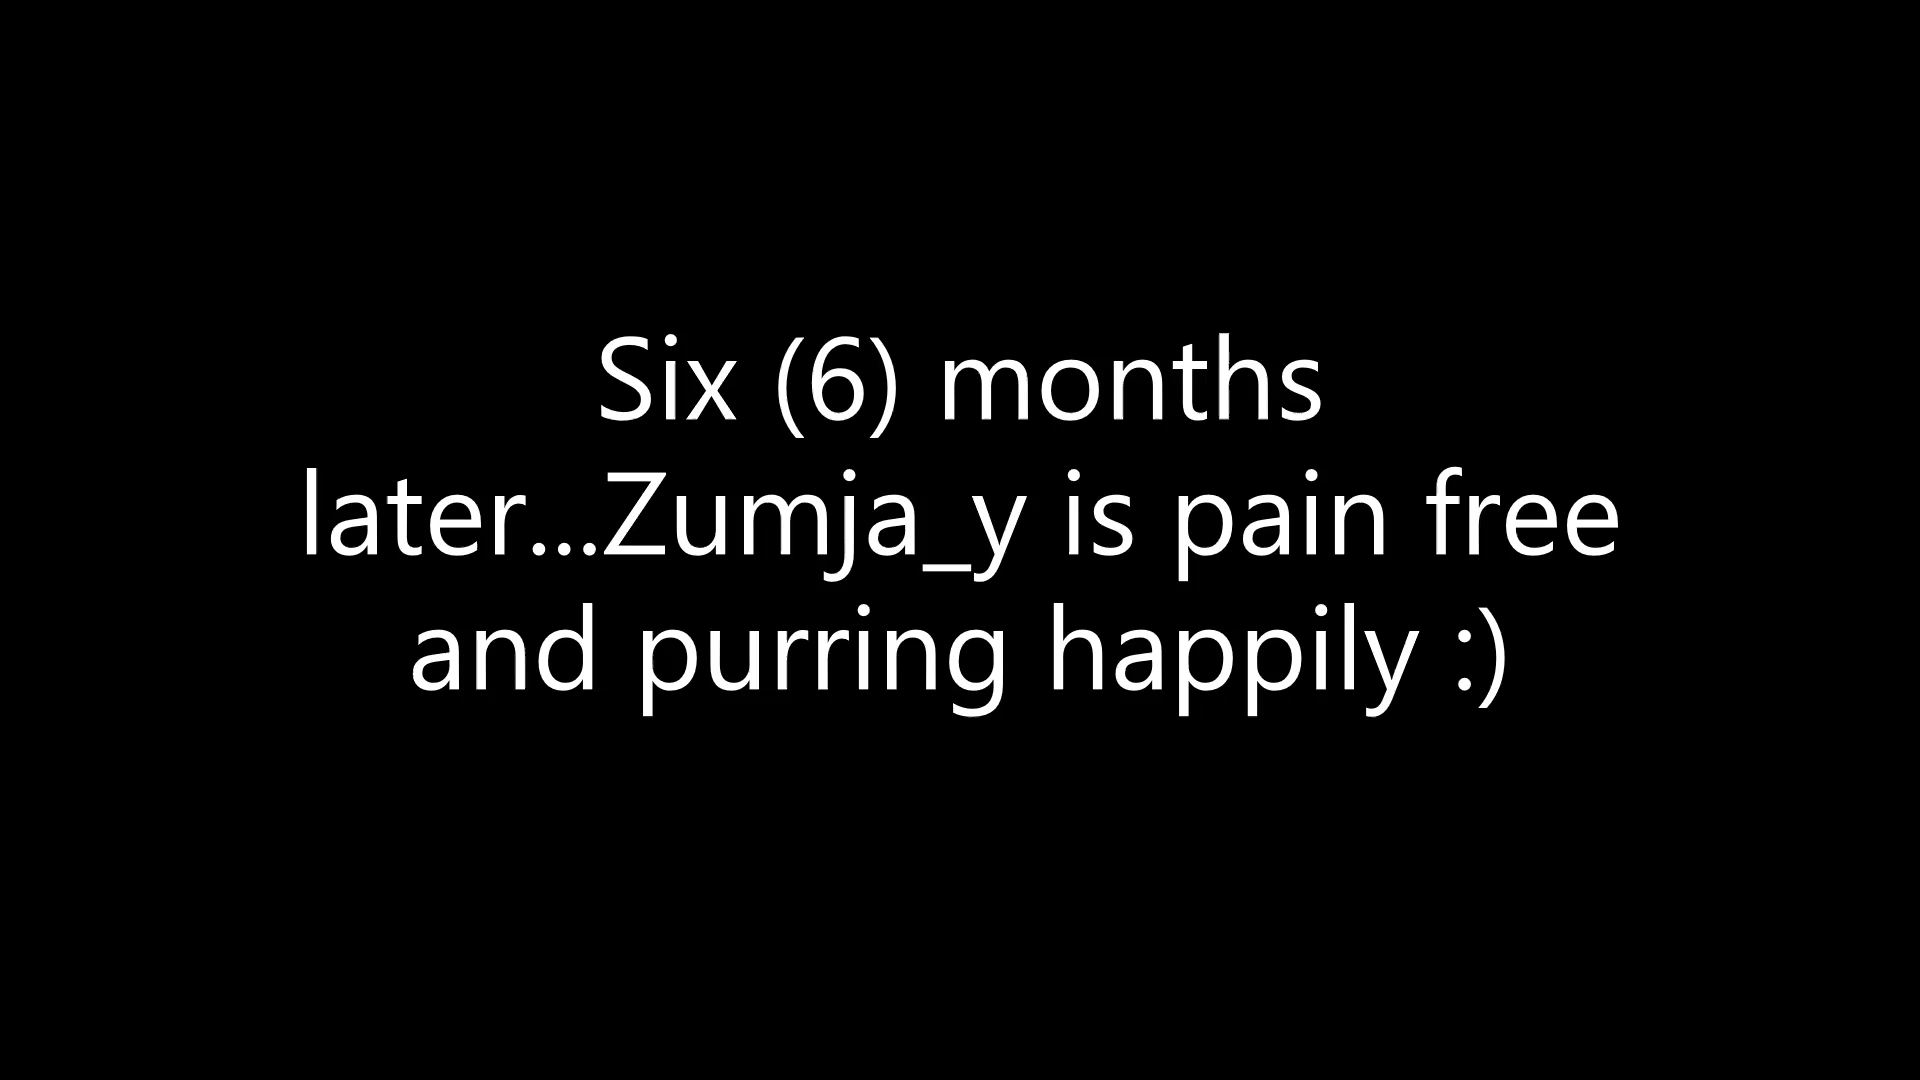 Six (6) months
later...Zumja_y is pain free
and purring happily :)